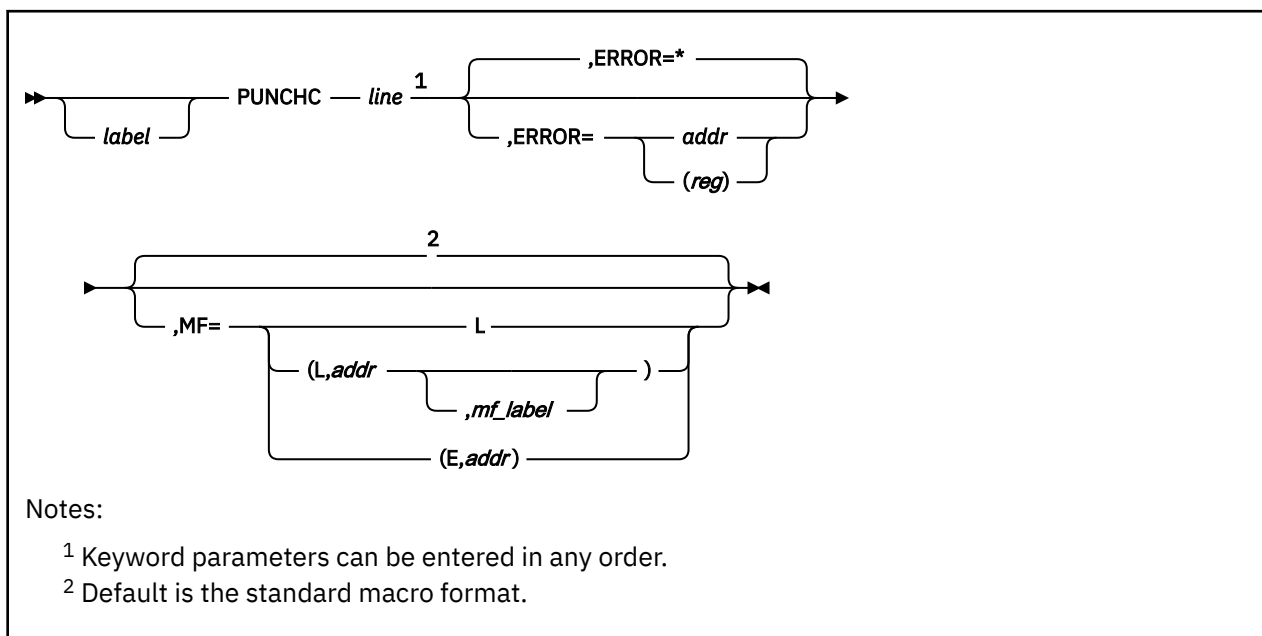 ,ERROR=*
PUNCHC line 1
label ,ERROR= addr
(reg)
2
,MF= L
(L,addr )
,mf_label
(E,addr)
Notes:
1 Keyword parameters can be entered in any order.
2 Default is the standard macro format.